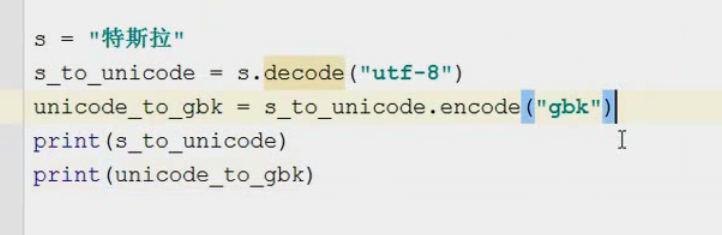 s = "特斯拉"
s_to_unicode = s.decode("utf-8")
unicode_to_gbk = s_to_unicode.encode("gbk")
print(s_to_unicode)
print(unicode_to_gbk)